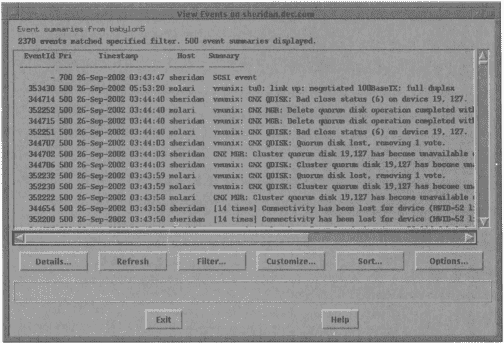 View Events on sheridan.dec.com
Event summaries from babylon5
2370 events matched specified filter. 500 event summaries displayed.
EventId Pri Timestamp Host Summary
- 700 26-Sep-2002 03:43:47 sheridan SCSI event
353430 500 26-Sep-2002 05:53:20 molari vmunix: tu0: link up: negotiated 100BaseTX: full duplex
344714 500 26-Sep-2002 03:44:40 sheridan vmunix: CNX QDISK: Bad close status (6) on device 19, 127.
352252 500 26-Sep-2002 03:44:40 molari vmunix: CNX MGR: Delete quorum disk operation completed with
344715 500 26-Sep-2002 03:44:40 sheridan vmunix: CNX MGR: Delete quorum disk operation completed with
352251 500 26-Sep-2002 03:44:40 molari vmunix: CNX QDISK: Bad close status (6) on device 19, 127.
344707 500 26-Sep-2002 03:44:03 sheridan vmunix: CNX QDISK: Quorum disk lost, removing 1 vote.
344702 500 26-Sep-2002 03:44:03 sheridan CNX MGR: Cluster quorum disk 19,127 has become unavailable
344706 500 26-Sep-2002 03:44:03 sheridan vmunix: CNX QDISK: Cluster quorum disk 19,127 has become un
352232 500 26-Sep-2002 03:43:59 molari vmunix: CNX QDISK: Quorum disk lost, removing 1 vote.
352230 500 26-Sep-2002 03:43:59 molari vmunix: CNX QDISK: Cluster quorum disk 19,127 has become
352222 500 26-Sep-2002 03:43:58 molari CNX MGR: Cluster quorum disk 19,127 has become unavailable
344654 500 26-Sep-2002 03:43:50 sheridan [14 times] Connectivity has been lost for device (HWID=52
352200 500 26-Sep-2002 03:43:50 sheridan [14 times] Connectivity has been lost for device (HWID=52
Details... Refresh Filter... Customize... Sort... Options...
Exit Help